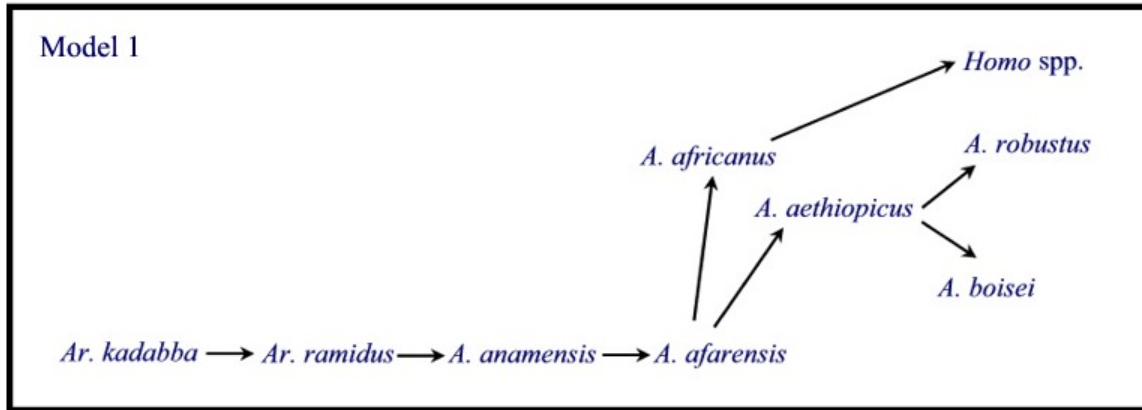 Model 1
Homo spp.
A. robustus
A. africanus
A. aethiopicus
A. boisei
Ar. kadabba
Ar. ramidus
A. anamensis
A. afarensis